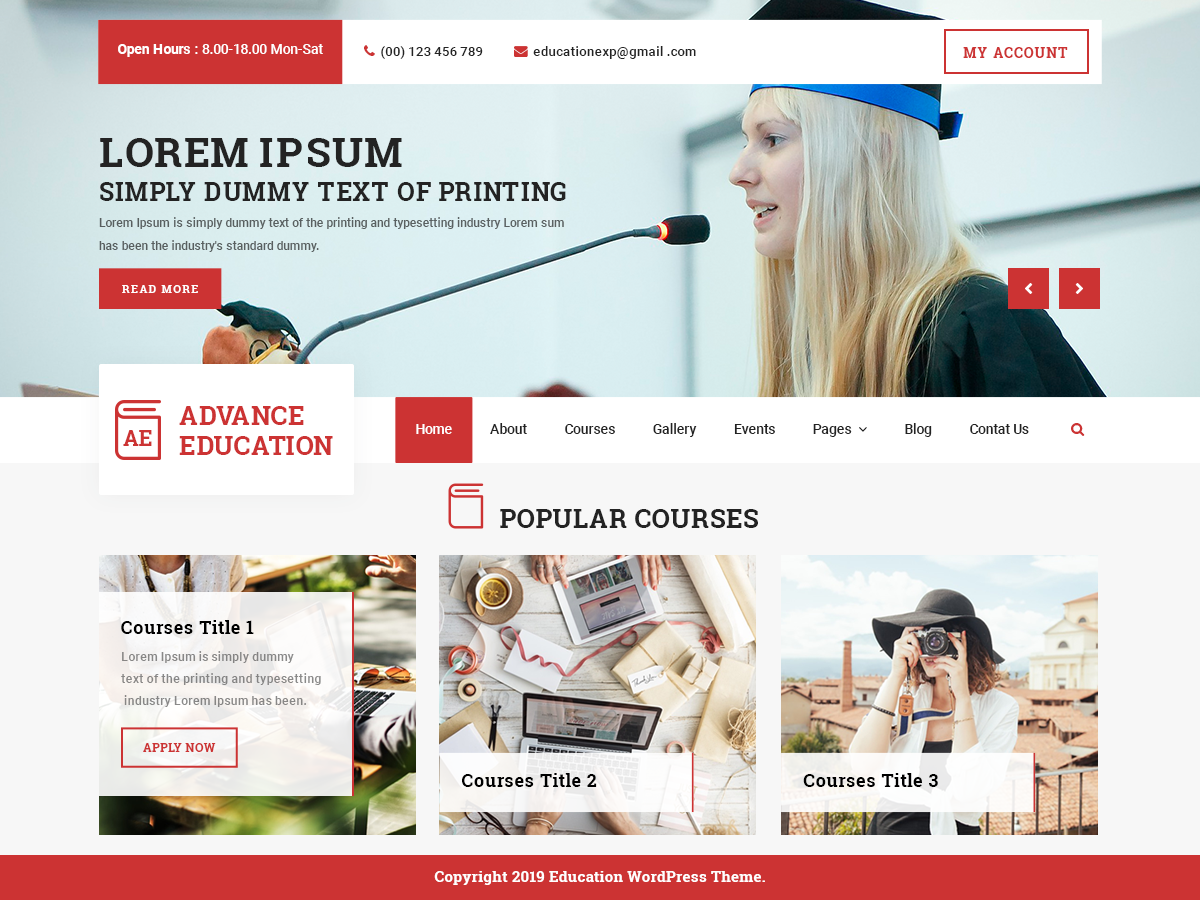 Open Hours : 8.00-18.00 Mon-Sat
(00) 123 456 789
educationexp@gmail .com
MY ACCOUNT
LOREM IPSUM
SIMPLY DUMMY TEXT OF PRINTING
Lorem Ipsum is simply dummy text of the printing and typesetting industry Lorem sum
has been the industry's standard dummy.
READ MORE
AE
ADVANCE
EDUCATION
Home
About
Courses
Gallery
Events
Pages
Blog
Contat Us
POPULAR COURSES
Courses Title 1
Lorem Ipsum is simply dummy
text of the printing and typesetting
industry Lorem Ipsum has been.
APPLY NOW
Courses Title 2
Courses Title 3
Copyright 2019 Education WordPress Theme.